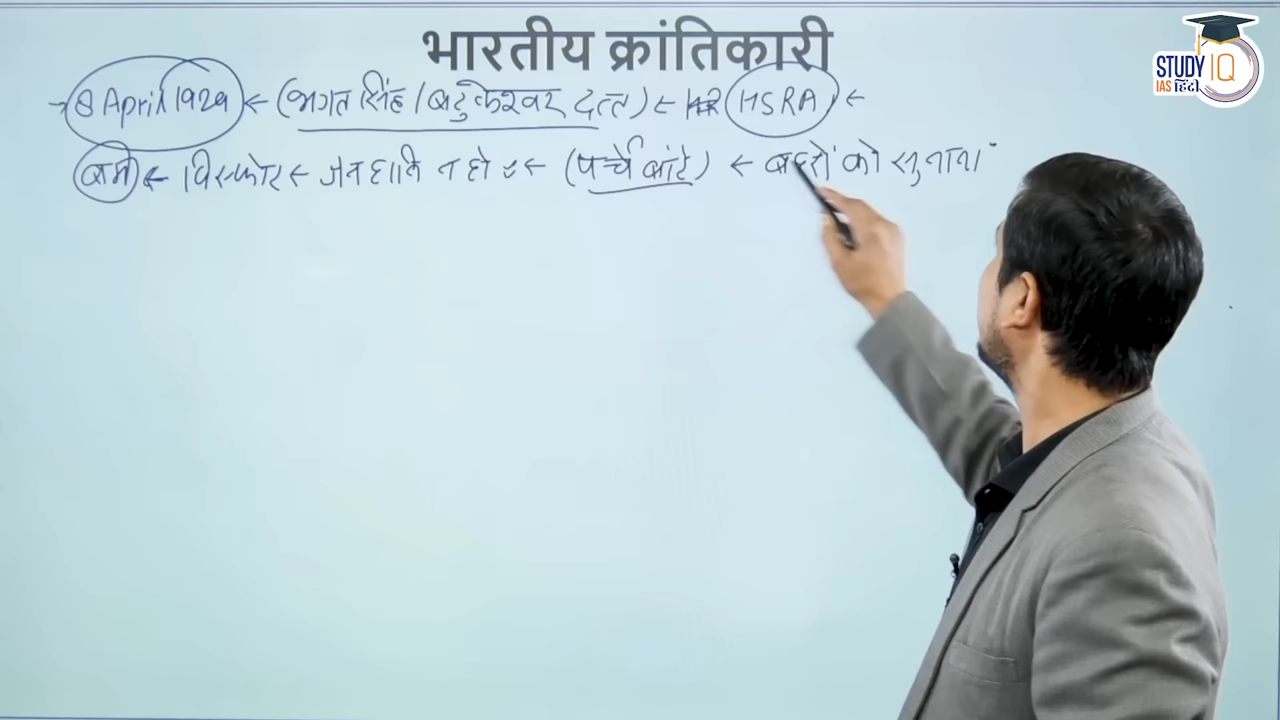 भारतीय क्रांतिकारी
STUDY IQ
IAS हिंदी
→ 8 April 1929 ← (भगत सिंह / बटुकेश्वर दत्त) ← HSRA ←
बम ← विस्फोट ← जनहानि न हो ← (पर्चे बांटे) ← बहरों को सुनाना